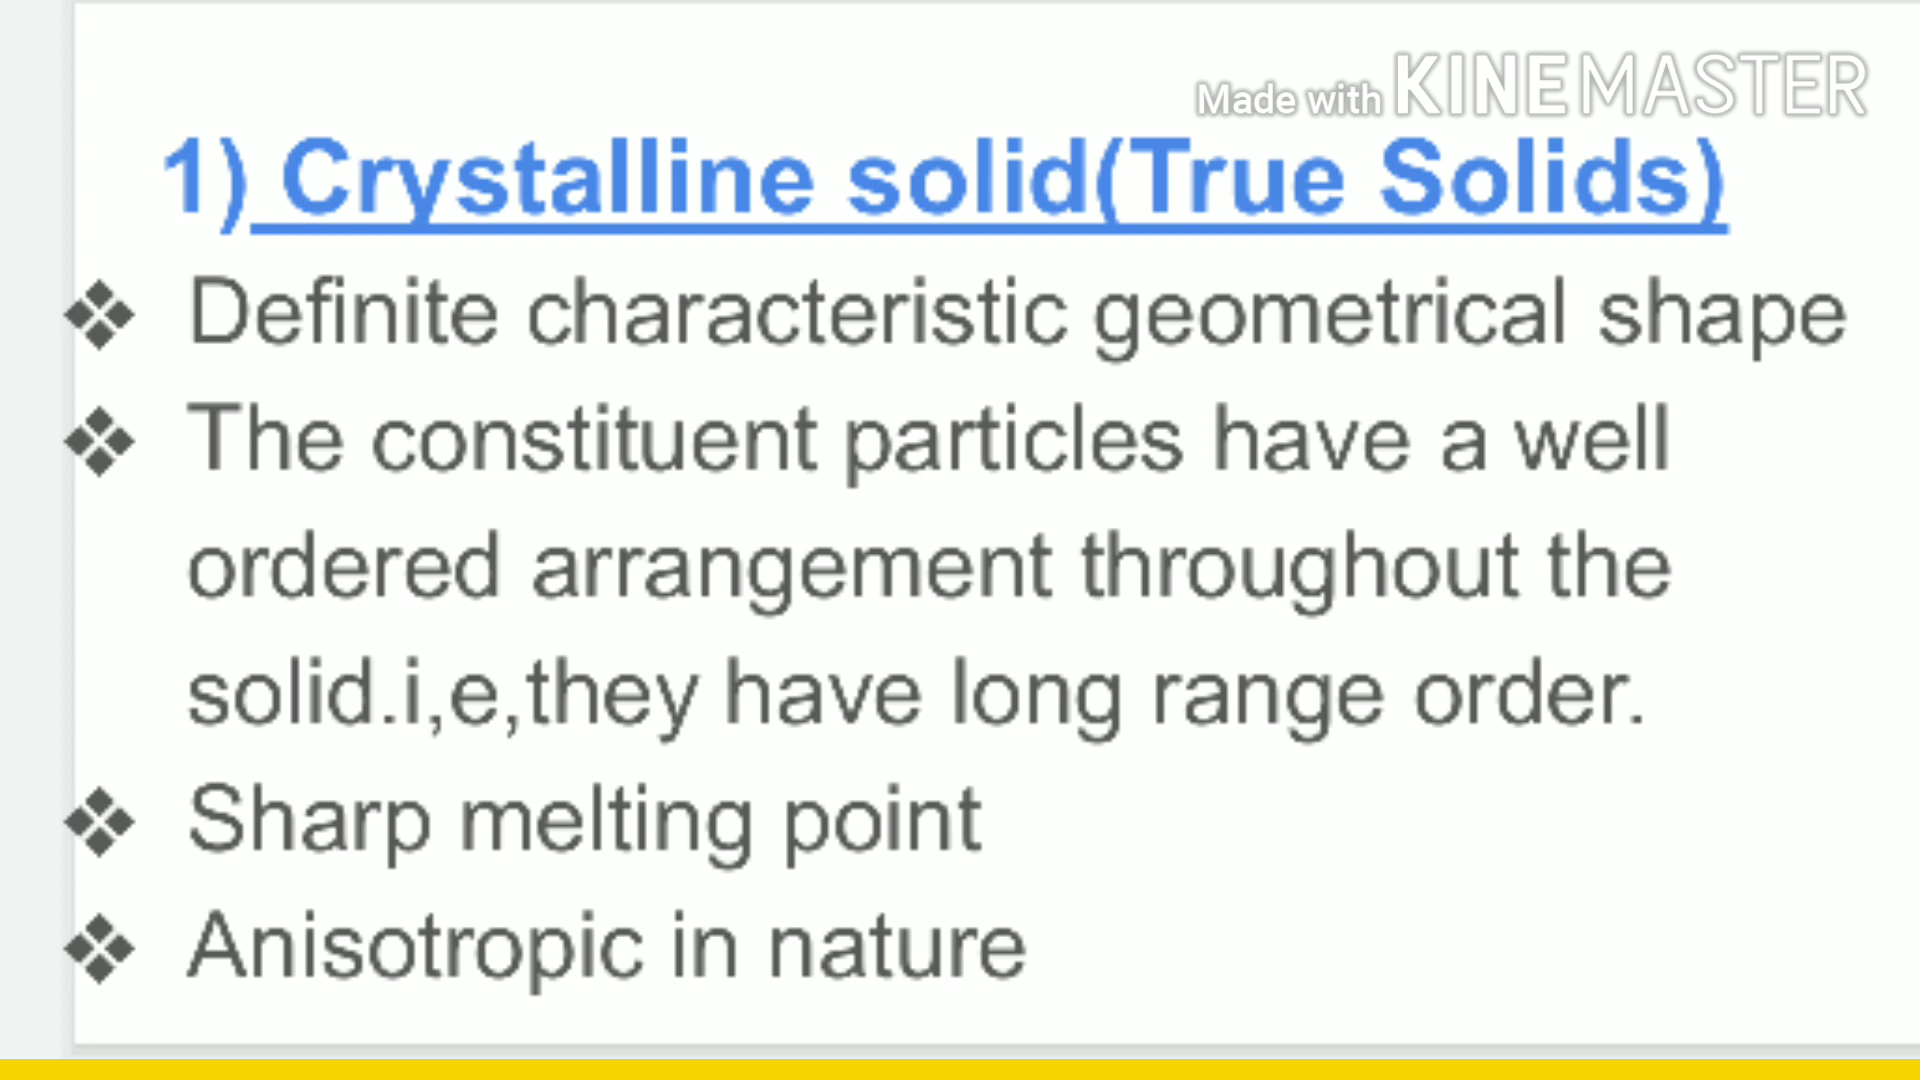 Made with KINEMASTER
1) Crystalline solid(True Solids)
❖ Definite characteristic geometrical shape
❖ The constituent particles have a well
ordered arrangement throughout the
solid.i,e,they have long range order.
❖ Sharp melting point
❖ Anisotropic in nature